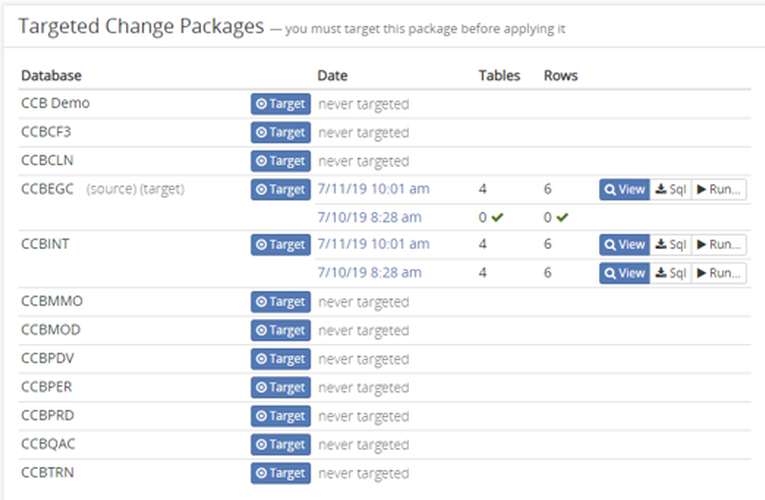 Targeted Change Packages — you must target this package before applying it
Database Date Tables Rows
CCB Demo Target never targeted
CCBCF3 Target never targeted
CCBCLN Target never targeted
CCBEGC (source) (target) Target 7/11/19 10:01 am 4 6 View Sql Run...
7/10/19 8:28 am 0 0
CCBINT Target 7/11/19 10:01 am 4 6 View Sql Run...
7/10/19 8:28 am 4 6 View Sql Run...
CCBMMO Target never targeted
CCBMOD Target never targeted
CCBPDV Target never targeted
CCBPER Target never targeted
CCBPRD Target never targeted
CCBQAC Target never targeted
CCBTRN Target never targeted